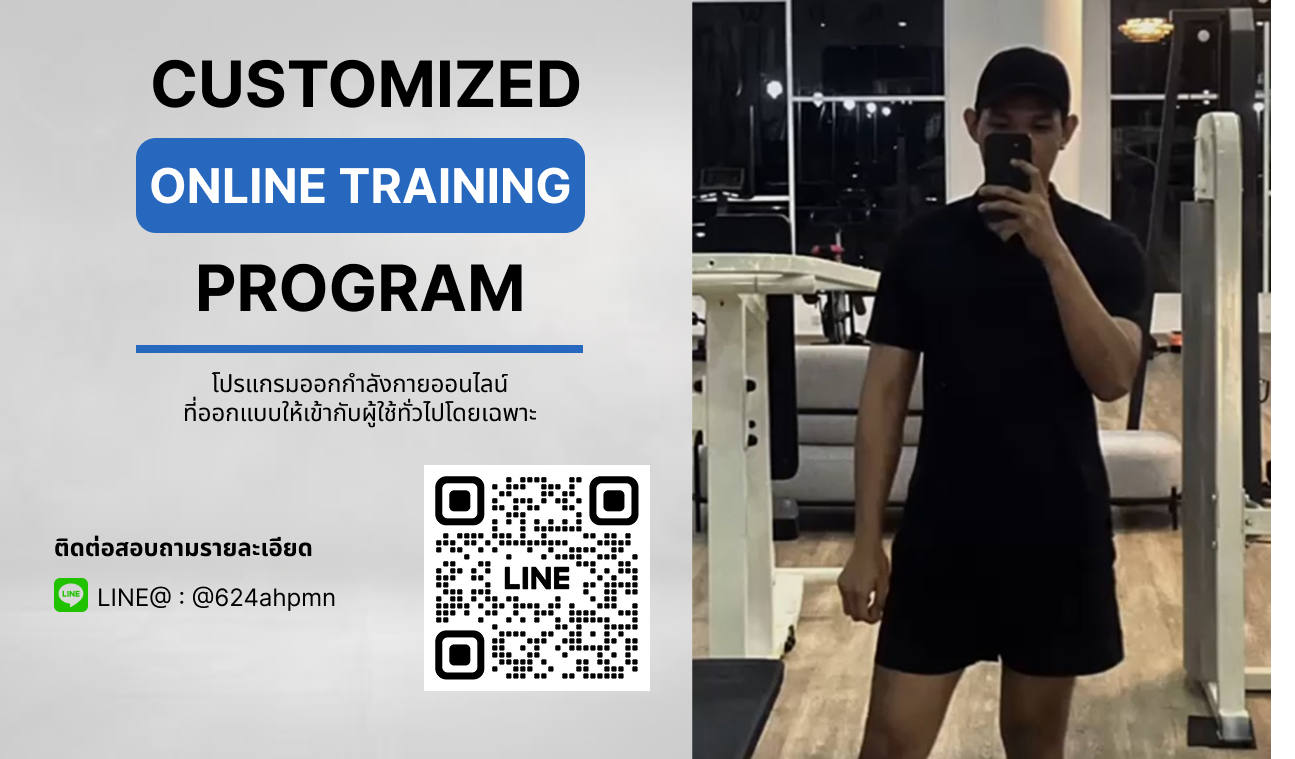 CUSTOMIZED
ONLINE TRAINING
PROGRAM
โปรแกรมออกกำลังกายออนไลน์
ที่ออกแบบให้เข้ากับผู้ใช้ทั่วไปโดยเฉพาะ
ติดต่อสอบถามรายละเอียด
LINE
LINE@ : @624ahpmn
LINE